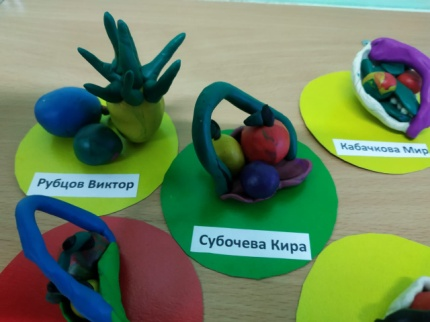 Рубцов Виктор
Субочева Кира
Кабачкова Мир